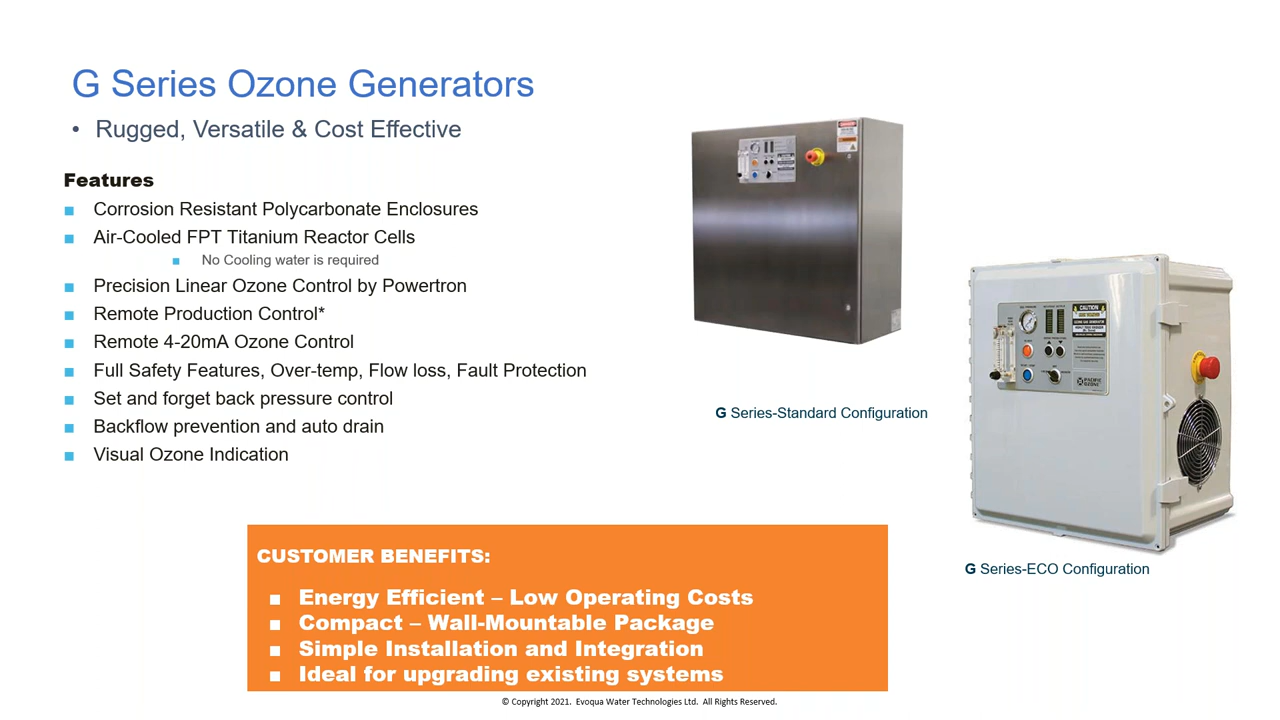 G Series Ozone Generators
• Rugged, Versatile & Cost Effective
Features
■ Corrosion Resistant Polycarbonate Enclosures
■ Air-Cooled FPT Titanium Reactor Cells
■ No Cooling water is required
■ Precision Linear Ozone Control by Powertron
■ Remote Production Control*
■ Remote 4-20mA Ozone Control
■ Full Safety Features, Over-temp, Flow loss, Fault Protection
■ Set and forget back pressure control
■ Backflow prevention and auto drain
■ Visual Ozone Indication
G Series-Standard Configuration
CAUTION
PACIFIC
OZONE
G Series-ECO Configuration
CUSTOMER BENEFITS:
■ Energy Efficient – Low Operating Costs
■ Compact – Wall-Mountable Package
■ Simple Installation and Integration
■ Ideal for upgrading existing systems
© Copyright 2021. Evoqua Water Technologies Ltd. All Rights Reserved.